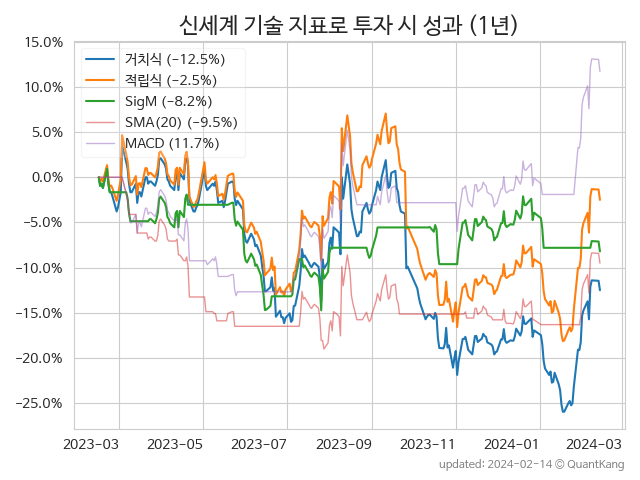 신세계 기술 지표로 투자 시 성과 (1년)
15.0%
10.0%
5.0%
0.0%
−5.0%
−10.0%
−15.0%
−20.0%
−25.0%
거치식 (−12.5%)
적립식 (−2.5%)
SigM (−8.2%)
SMA(20) (−9.5%)
MACD (11.7%)
2023-03 2023-05 2023-07 2023-09 2023-11 2024-01 2024-03
updated: 2024-02-14 © QuantKang